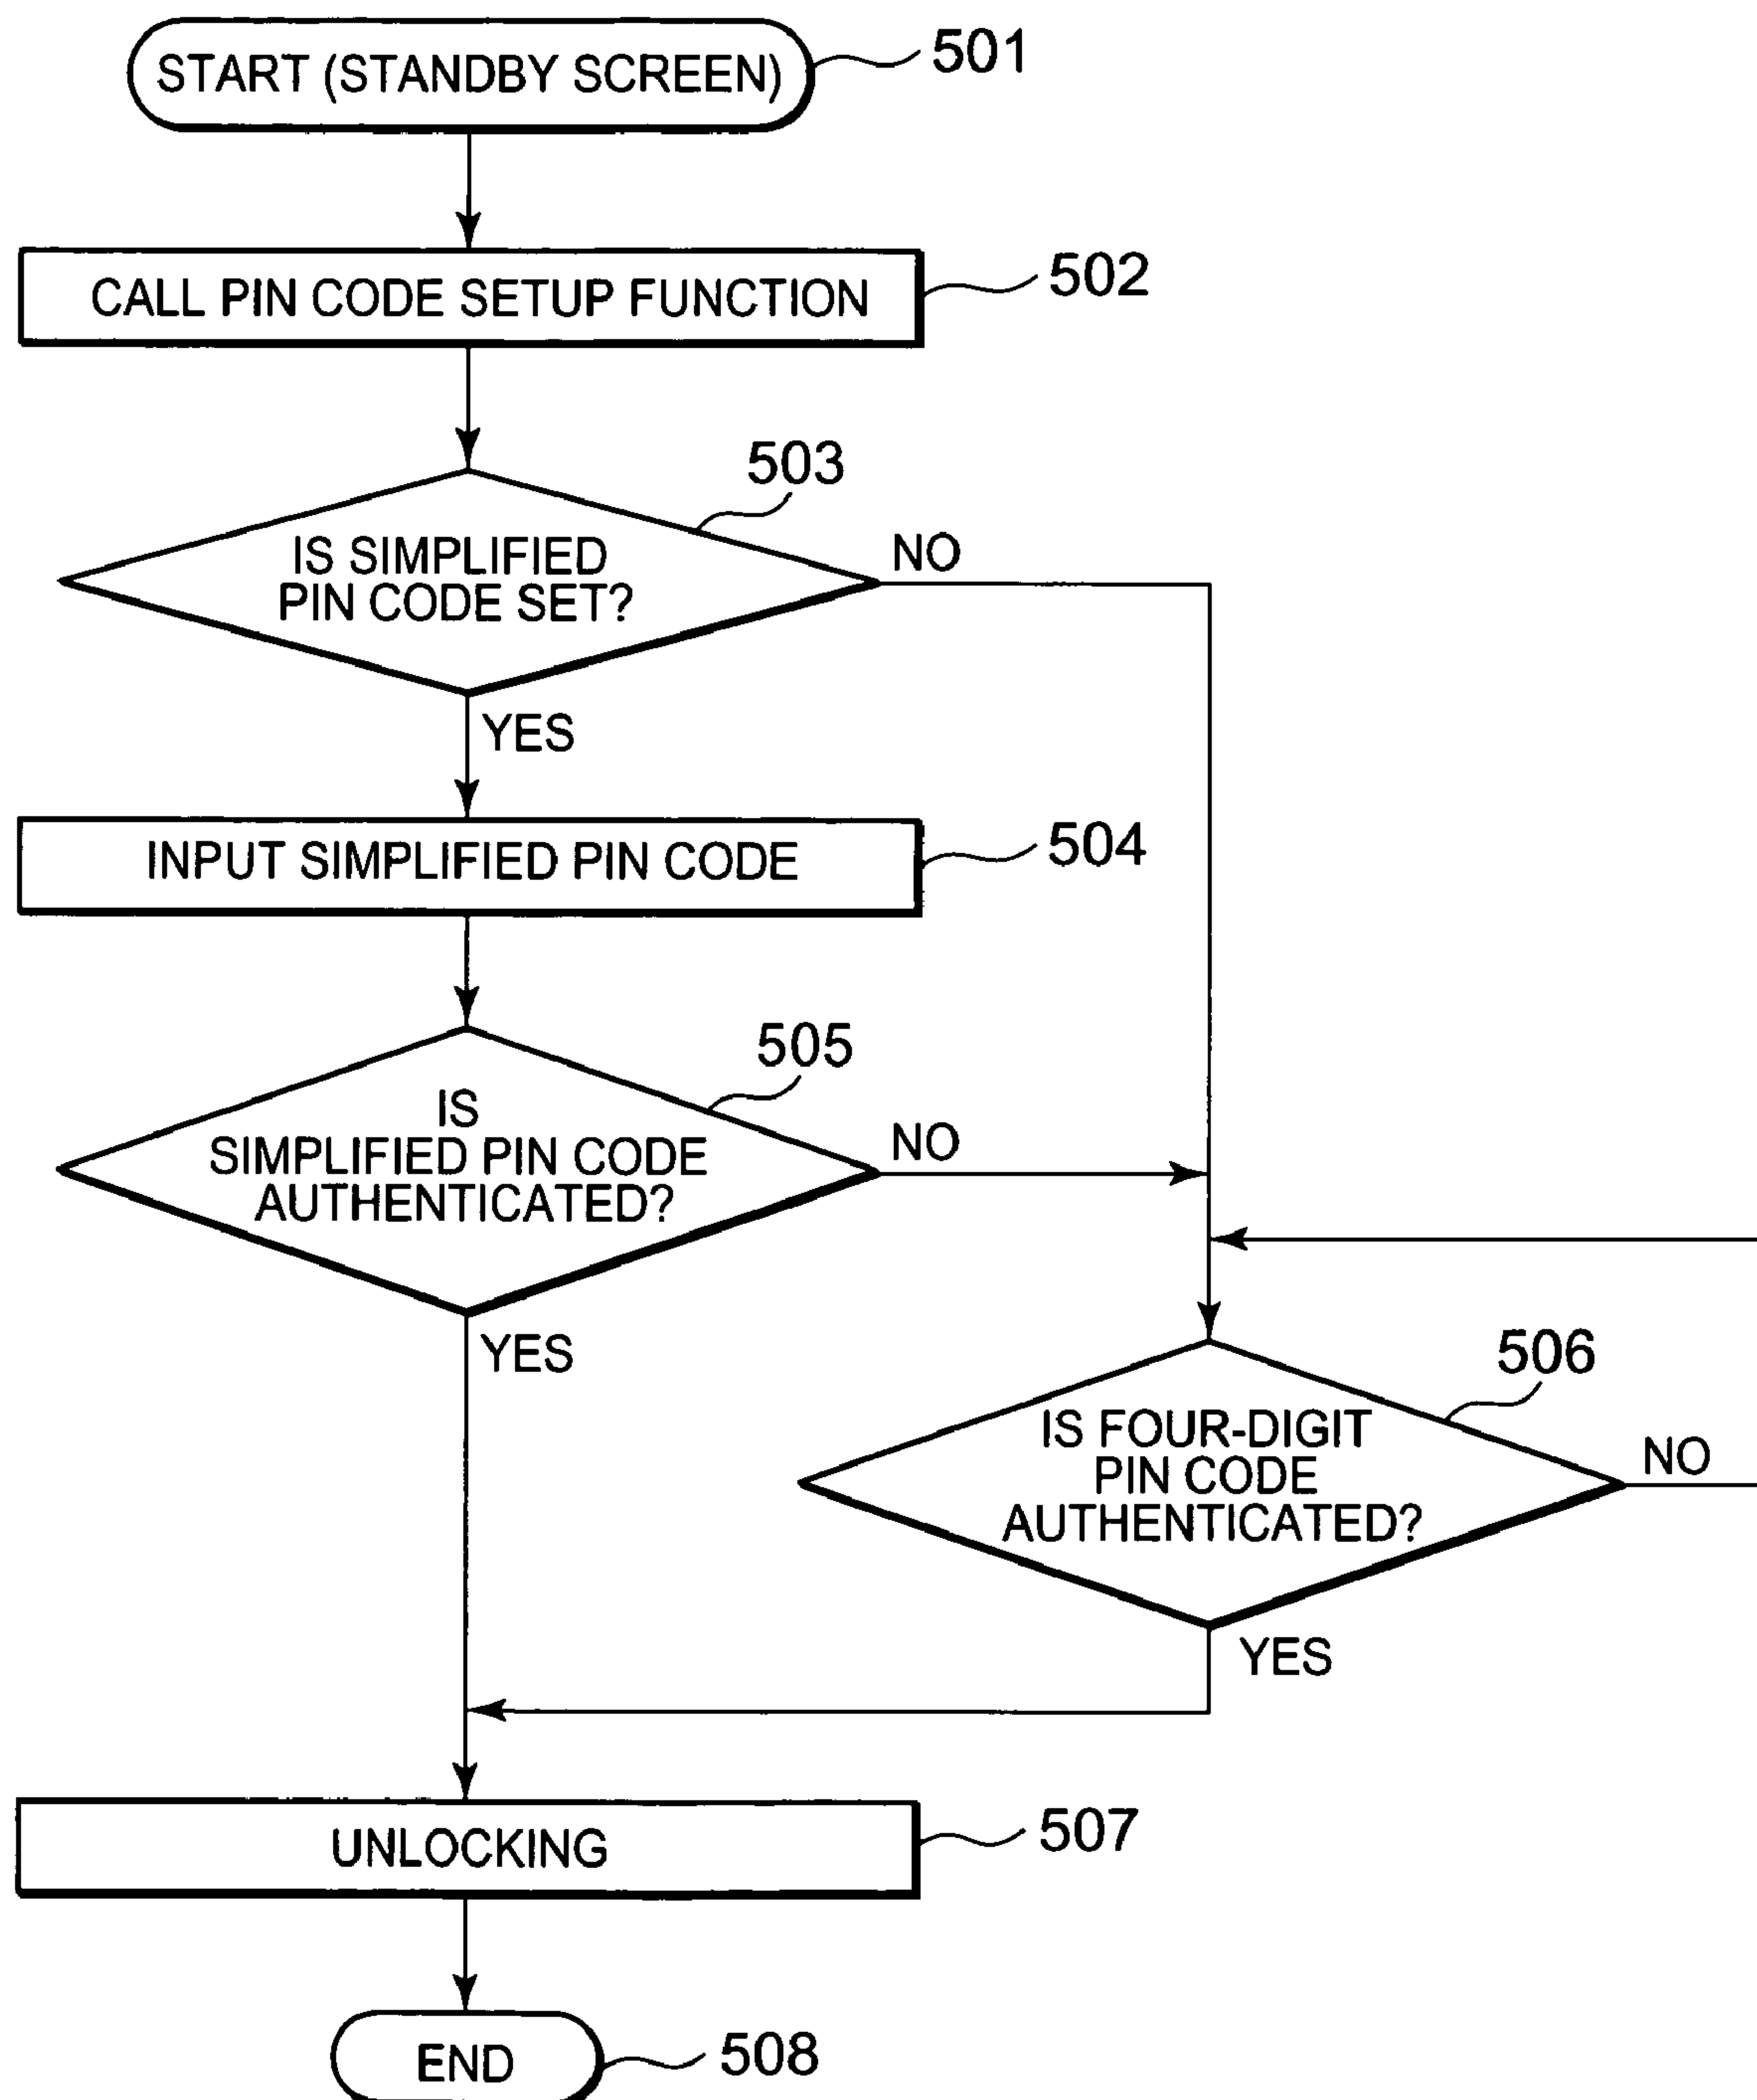 START (STANDBY SCREEN)
501
CALL PIN CODE SETUP FUNCTION
502
503
IS SIMPLIFIED
PIN CODE SET?
NO
YES
INPUT SIMPLIFIED PIN CODE
504
505
IS
SIMPLIFIED PIN CODE
AUTHENTICATED?
NO
YES
506
IS FOUR-DIGIT
PIN CODE
AUTHENTICATED?
NO
YES
UNLOCKING
507
END
508